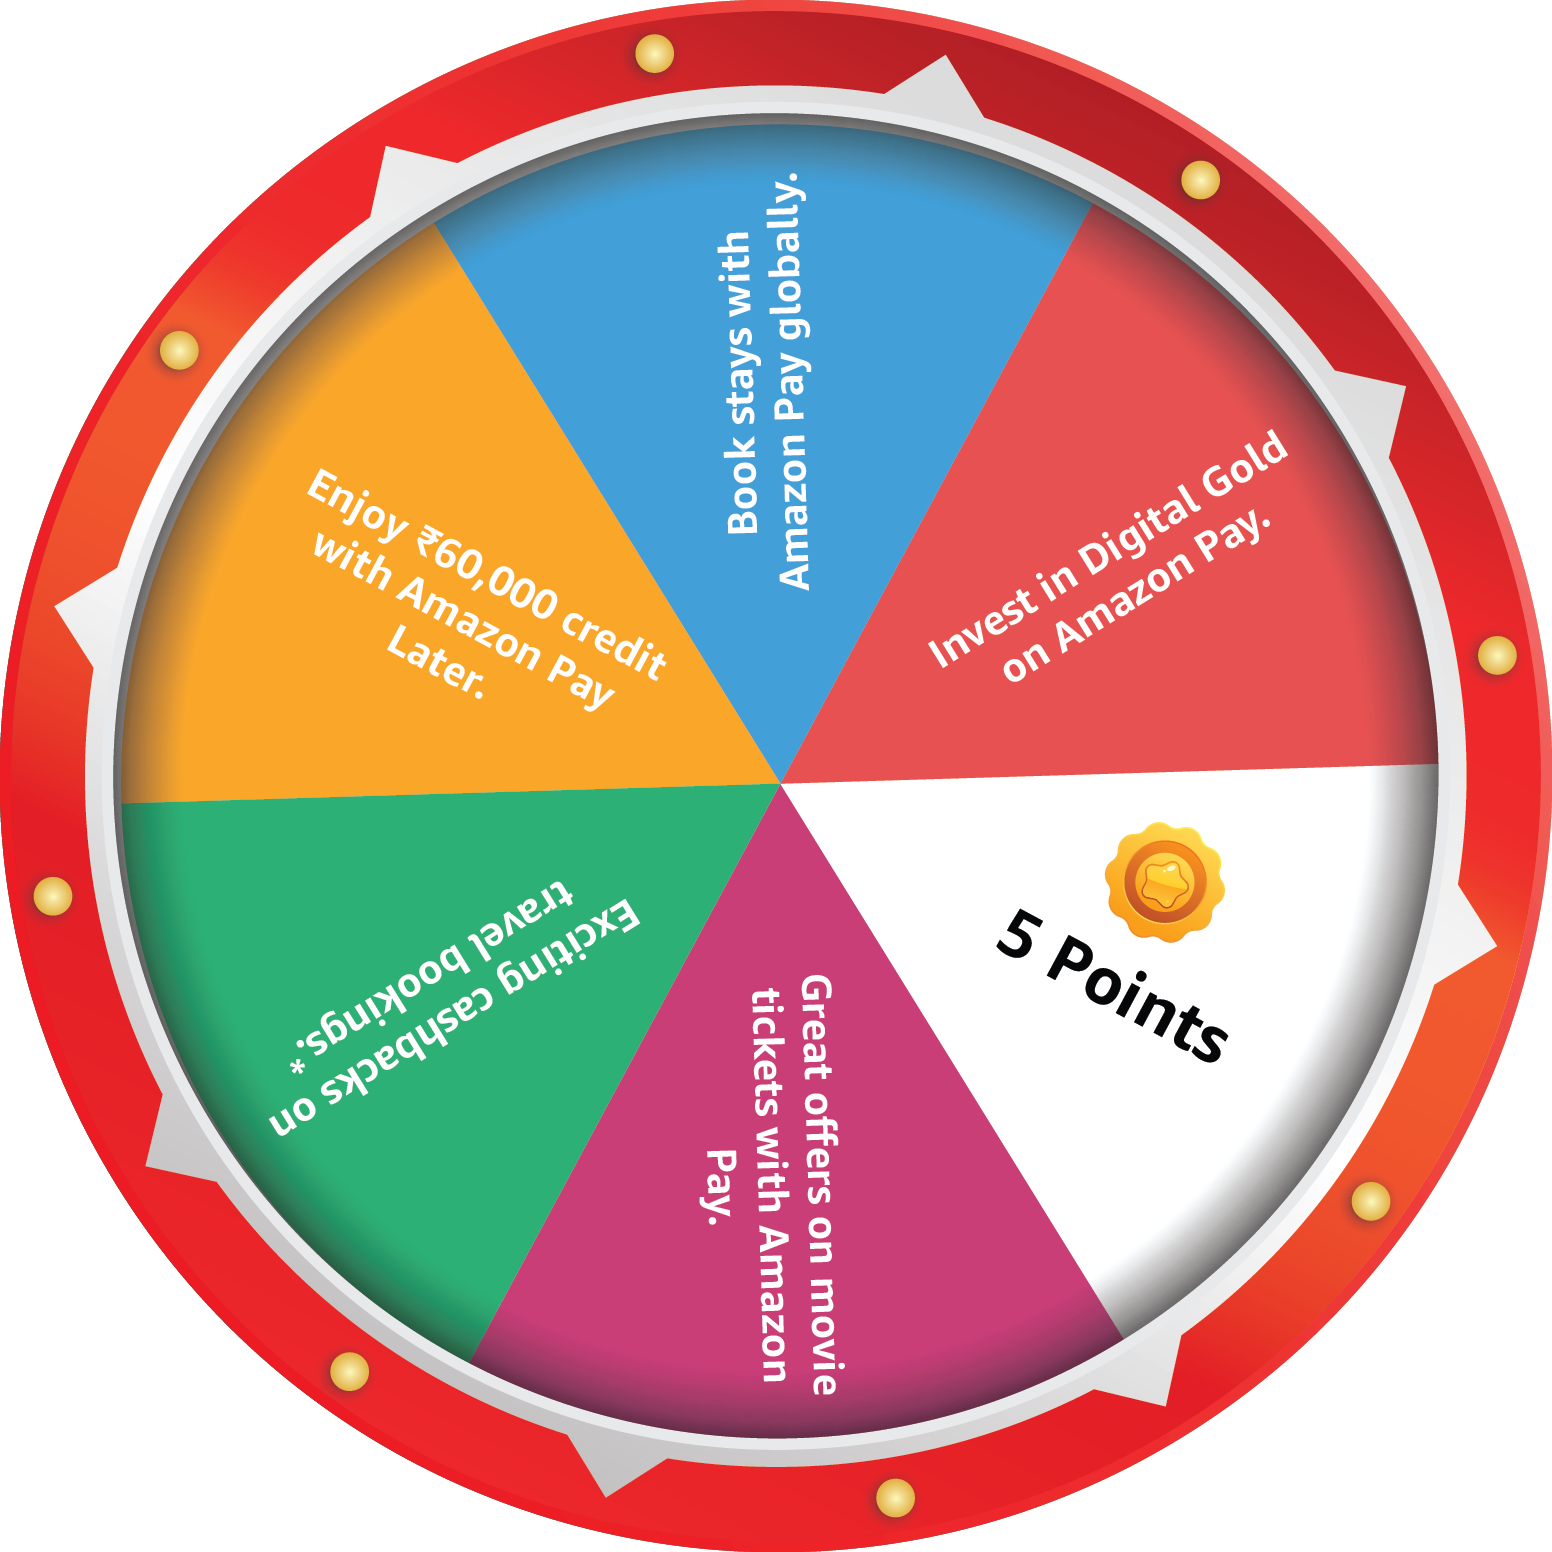 Book stays with
Amazon Pay globally.
Invest in Digital Gold
on Amazon Pay.
5 Points
Great offers on movie
tickets with Amazon
Pay.
Exciting cashbacks on
travel bookings.*
Enjoy ₹60,000 credit
with Amazon Pay
Later.